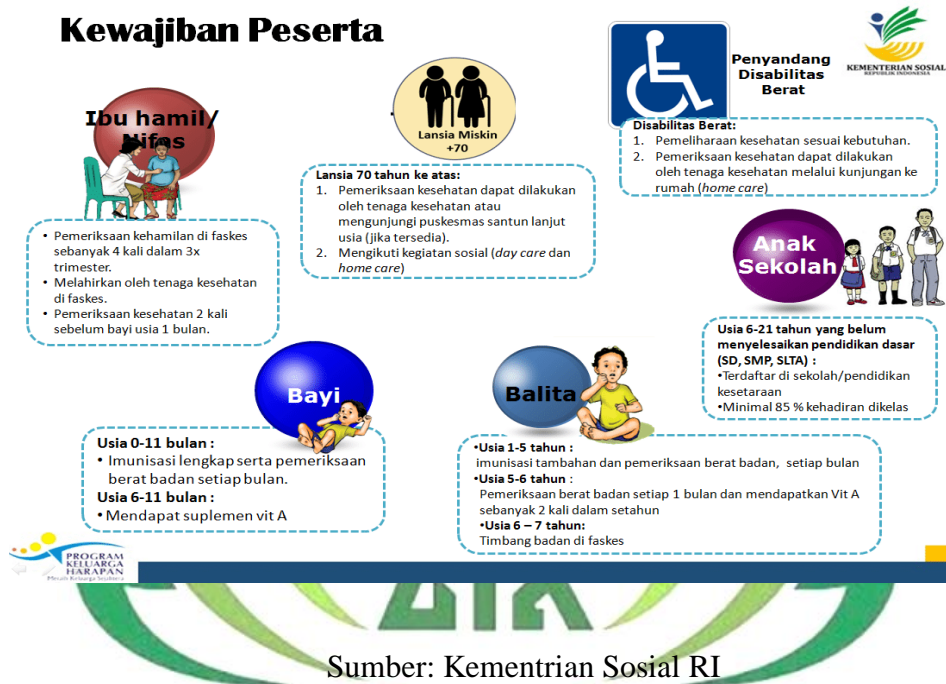 Kewajiban Peserta
KEMENTERIAN SOSIAL
REPUBLIK INDONESIA
Penyandang
Disabilitas
Berat
Disabilitas Berat:
1. Pemeliharaan kesehatan sesuai kebutuhan.
2. Pemeriksaan kesehatan dapat dilakukan
oleh tenaga kesehatan melalui kunjungan ke
rumah (home care)
Lansia Miskin
+70
Lansia 70 tahun ke atas:
1. Pemeriksaan kesehatan dapat dilakukan
oleh tenaga kesehatan atau
mengunjungi puskesmas santun lanjut
usia (jika tersedia).
2. Mengikuti kegiatan sosial (day care dan
home care)
Ibu hamil/
Nifas
• Pemeriksaan kehamilan di faskes
sebanyak 4 kali dalam 3x
trimester.
• Melahirkan oleh tenaga kesehatan
di faskes.
• Pemeriksaan kesehatan 2 kali
sebelum bayi usia 1 bulan.
Anak
Sekolah
Usia 6-21 tahun yang belum
menyelesaikan pendidikan dasar
(SD, SMP, SLTA) :
•Terdaftar di sekolah/pendidikan
kesetaraan
•Minimal 85 % kehadiran dikelas
Bayi
Usia 0-11 bulan :
• Imunisasi lengkap serta pemeriksaan
berat badan setiap bulan.
Usia 6-11 bulan :
• Mendapat suplemen vit A
Balita
•Usia 1-5 tahun :
imunisasi tambahan dan pemeriksaan berat badan, setiap bulan
•Usia 5-6 tahun :
Pemeriksaan berat badan setiap 1 bulan dan mendapatkan Vit A
sebanyak 2 kali dalam setahun
•Usia 6 – 7 tahun:
Timbang badan di faskes
PROGRAM
KELUARGA
HARAPAN
Meraih Keluarga Sejahtera
Sumber: Kementrian Sosial RI